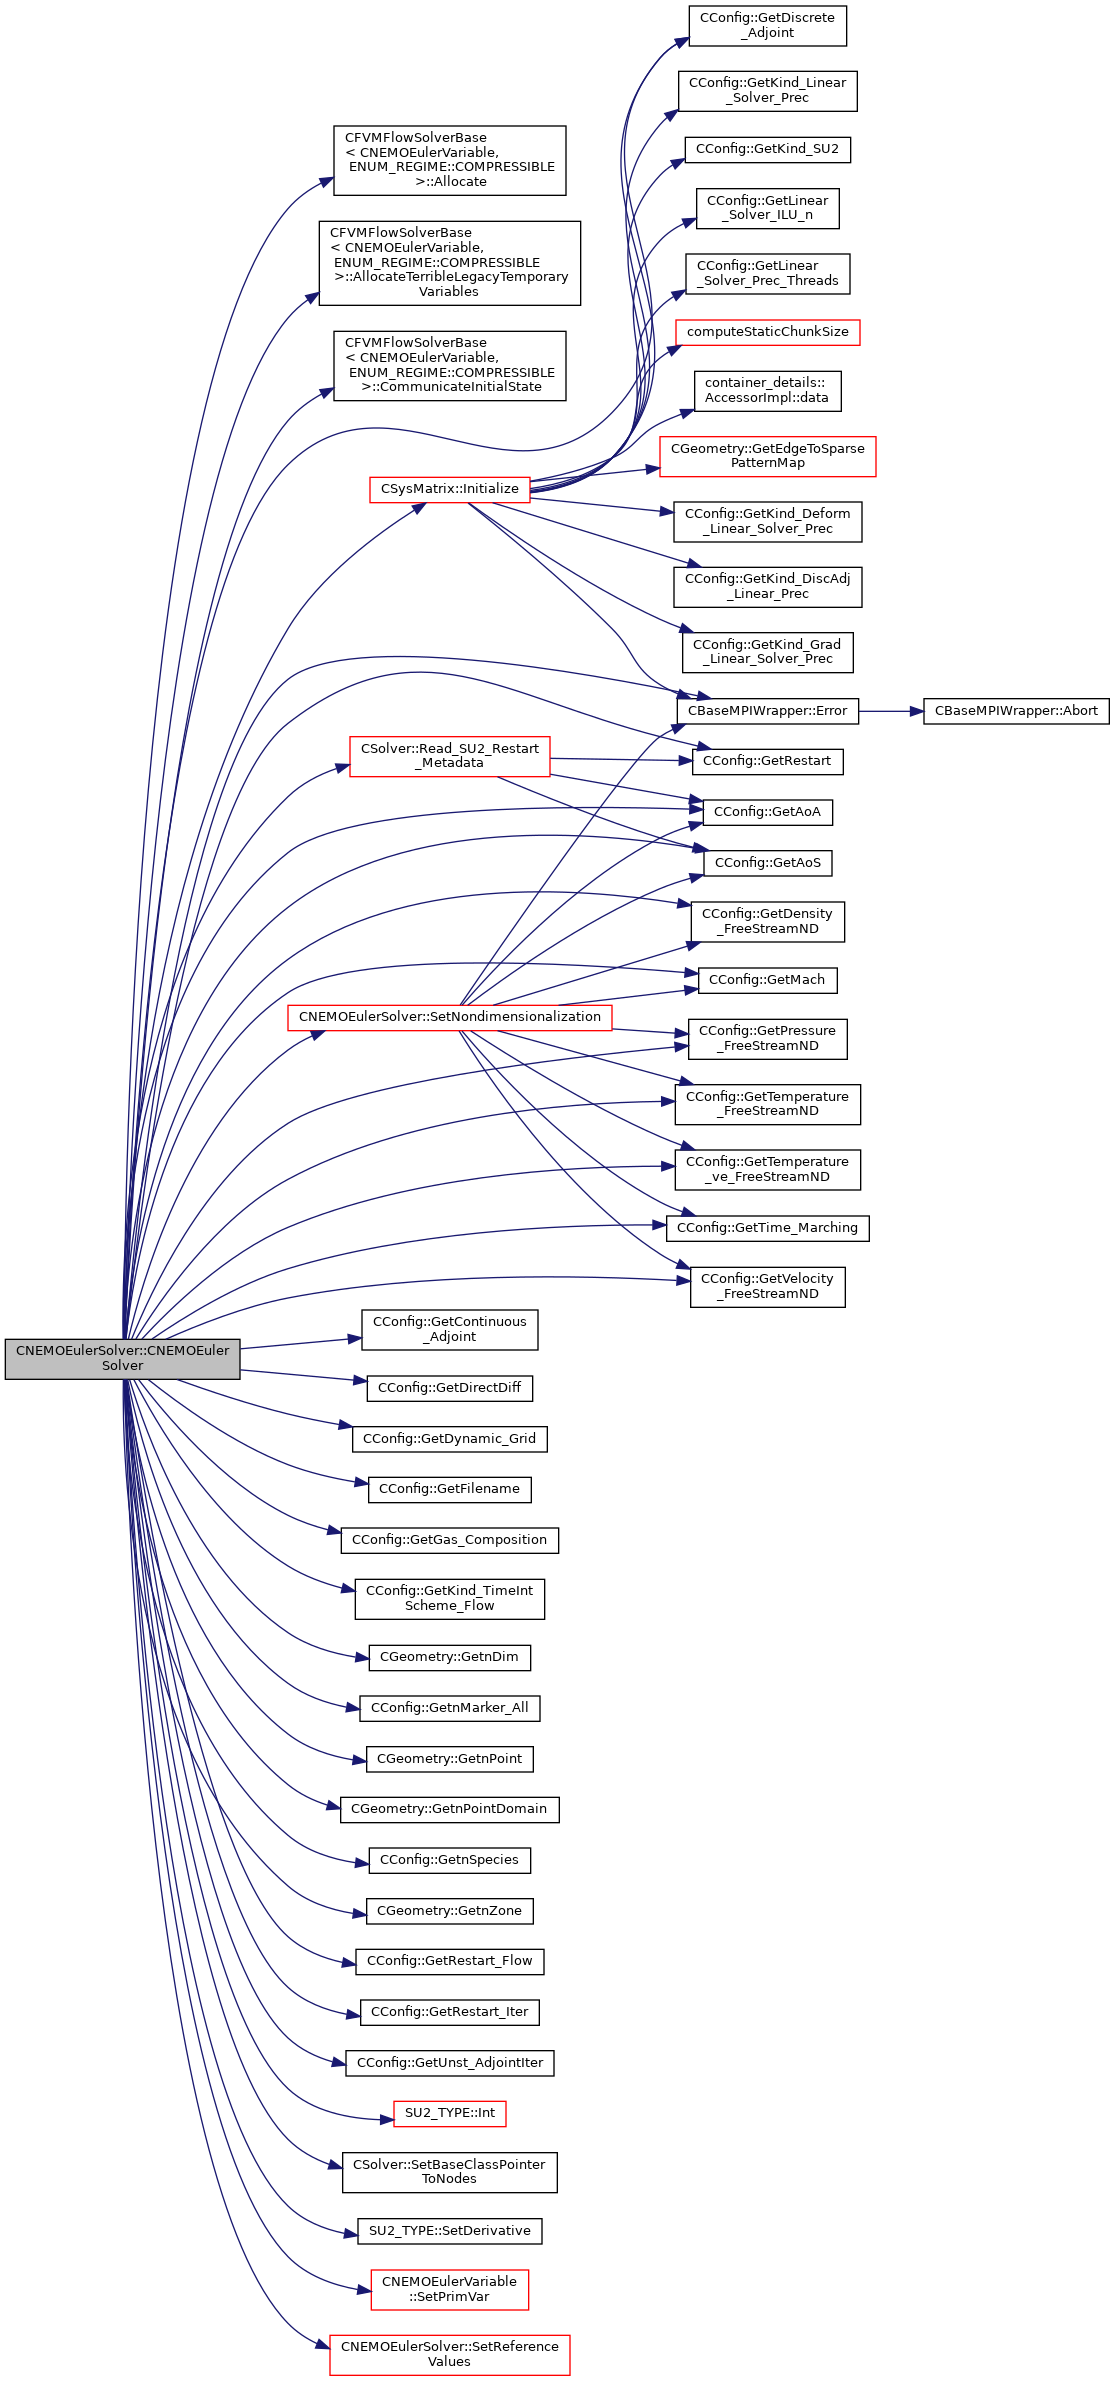 CNEMOEulerSolver::CNEMOEuler
Solver
CFVMFlowSolverBase
< CNEMOEulerVariable,
ENUM_REGIME::COMPRESSIBLE
>::Allocate
CFVMFlowSolverBase
< CNEMOEulerVariable,
ENUM_REGIME::COMPRESSIBLE
>::AllocateTerribleLegacyTemporary
Variables
CFVMFlowSolverBase
< CNEMOEulerVariable,
ENUM_REGIME::COMPRESSIBLE
>::CommunicateInitialState
CSysMatrix::Initialize
CSolver::Read_SU2_Restart
_Metadata
CNEMOEulerSolver::SetNondimensionalization
CConfig::GetContinuous
_Adjoint
CConfig::GetDirectDiff
CConfig::GetDynamic_Grid
CConfig::GetFilename
CConfig::GetGas_Composition
CConfig::GetKind_TimeInt
Scheme_Flow
CGeometry::GetnDim
CConfig::GetnMarker_All
CGeometry::GetnPoint
CGeometry::GetnPointDomain
CConfig::GetnSpecies
CGeometry::GetnZone
CConfig::GetRestart_Flow
CConfig::GetRestart_Iter
CConfig::GetUnst_AdjointIter
SU2_TYPE::Int
CSolver::SetBaseClassPointer
ToNodes
SU2_TYPE::SetDerivative
CNEMOEulerVariable
::SetPrimVar
CNEMOEulerSolver::SetReference
Values
CConfig::GetDiscrete
_Adjoint
CConfig::GetKind_Linear
_Solver_Prec
CConfig::GetKind_SU2
CConfig::GetLinear
_Solver_ILU_n
CConfig::GetLinear
_Solver_Prec_Threads
computeStaticChunkSize
container_details::
AccessorImpl::data
CGeometry::GetEdgeToSparse
PatternMap
CConfig::GetKind_Deform
_Linear_Solver_Prec
CConfig::GetKind_DiscAdj
_Linear_Prec
CConfig::GetKind_Grad
_Linear_Solver_Prec
CBaseMPIWrapper::Error
CBaseMPIWrapper::Abort
CConfig::GetRestart
CConfig::GetAoA
CConfig::GetAoS
CConfig::GetDensity
_FreeStreamND
CConfig::GetMach
CConfig::GetPressure
_FreeStreamND
CConfig::GetTemperature
_FreeStreamND
CConfig::GetTemperature
_ve_FreeStreamND
CConfig::GetTime_Marching
CConfig::GetVelocity
_FreeStreamND